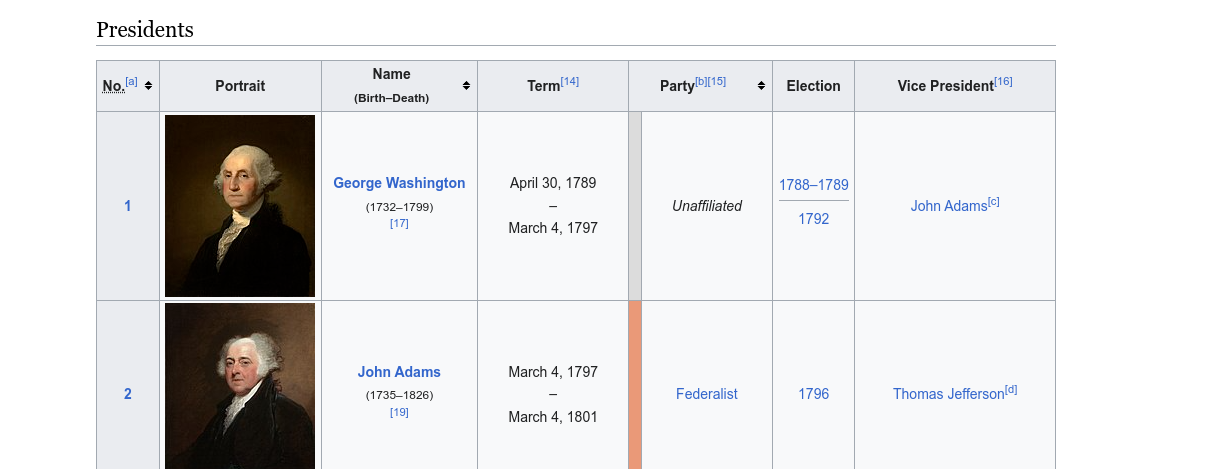 Presidents
No.[a] Portrait Name Term[14] Party[b][15] Election Vice President[16]
(Birth–Death)
1 George Washington April 30, 1789 Unaffiliated 1788–1789 John Adams[c]
(1732–1799) – 1792
[17] March 4, 1797
2 John Adams March 4, 1797 Federalist 1796 Thomas Jefferson[d]
(1735–1826) –
[19] March 4, 1801